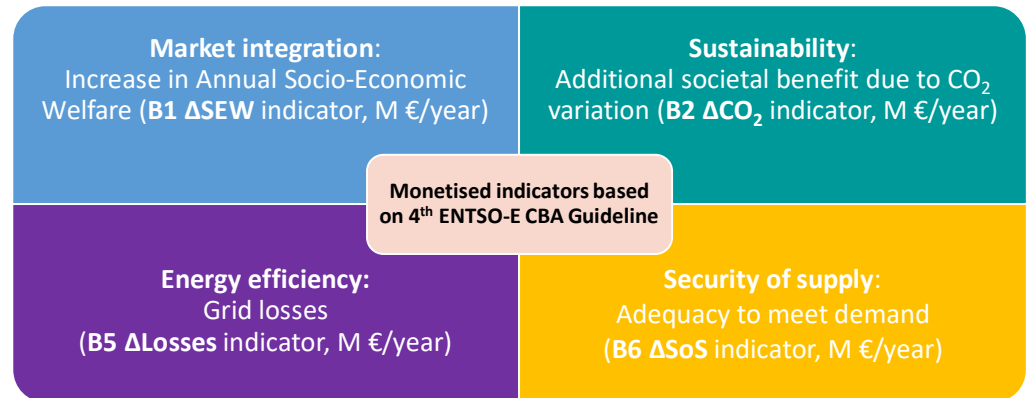 Market integration:
Increase in Annual Socio-Economic
Welfare (B1 ΔSEW indicator, M €/year)
Sustainability:
Additional societal benefit due to CO₂
variation (B2 ΔCO₂ indicator, M €/year)
Monetised indicators based
on 4th ENTSO-E CBA Guideline
Energy efficiency:
Grid losses
(B5 ΔLosses indicator, M €/year)
Security of supply:
Adequacy to meet demand
(B6 ΔSoS indicator, M €/year)